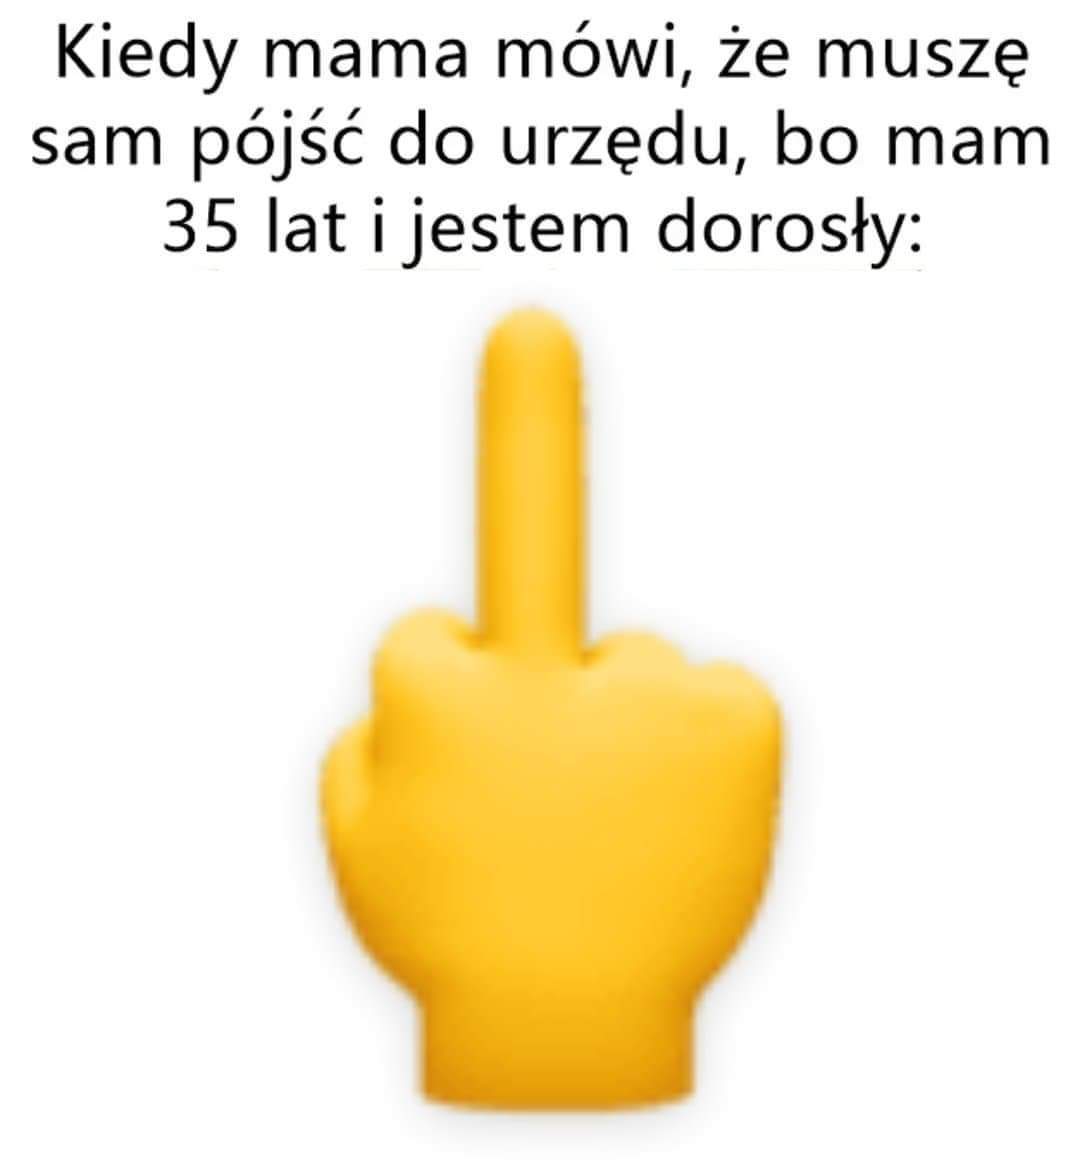 Kiedy mama mówi, że muszę
sam pójść do urzędu, bo mam
35 lat i jestem dorosły: